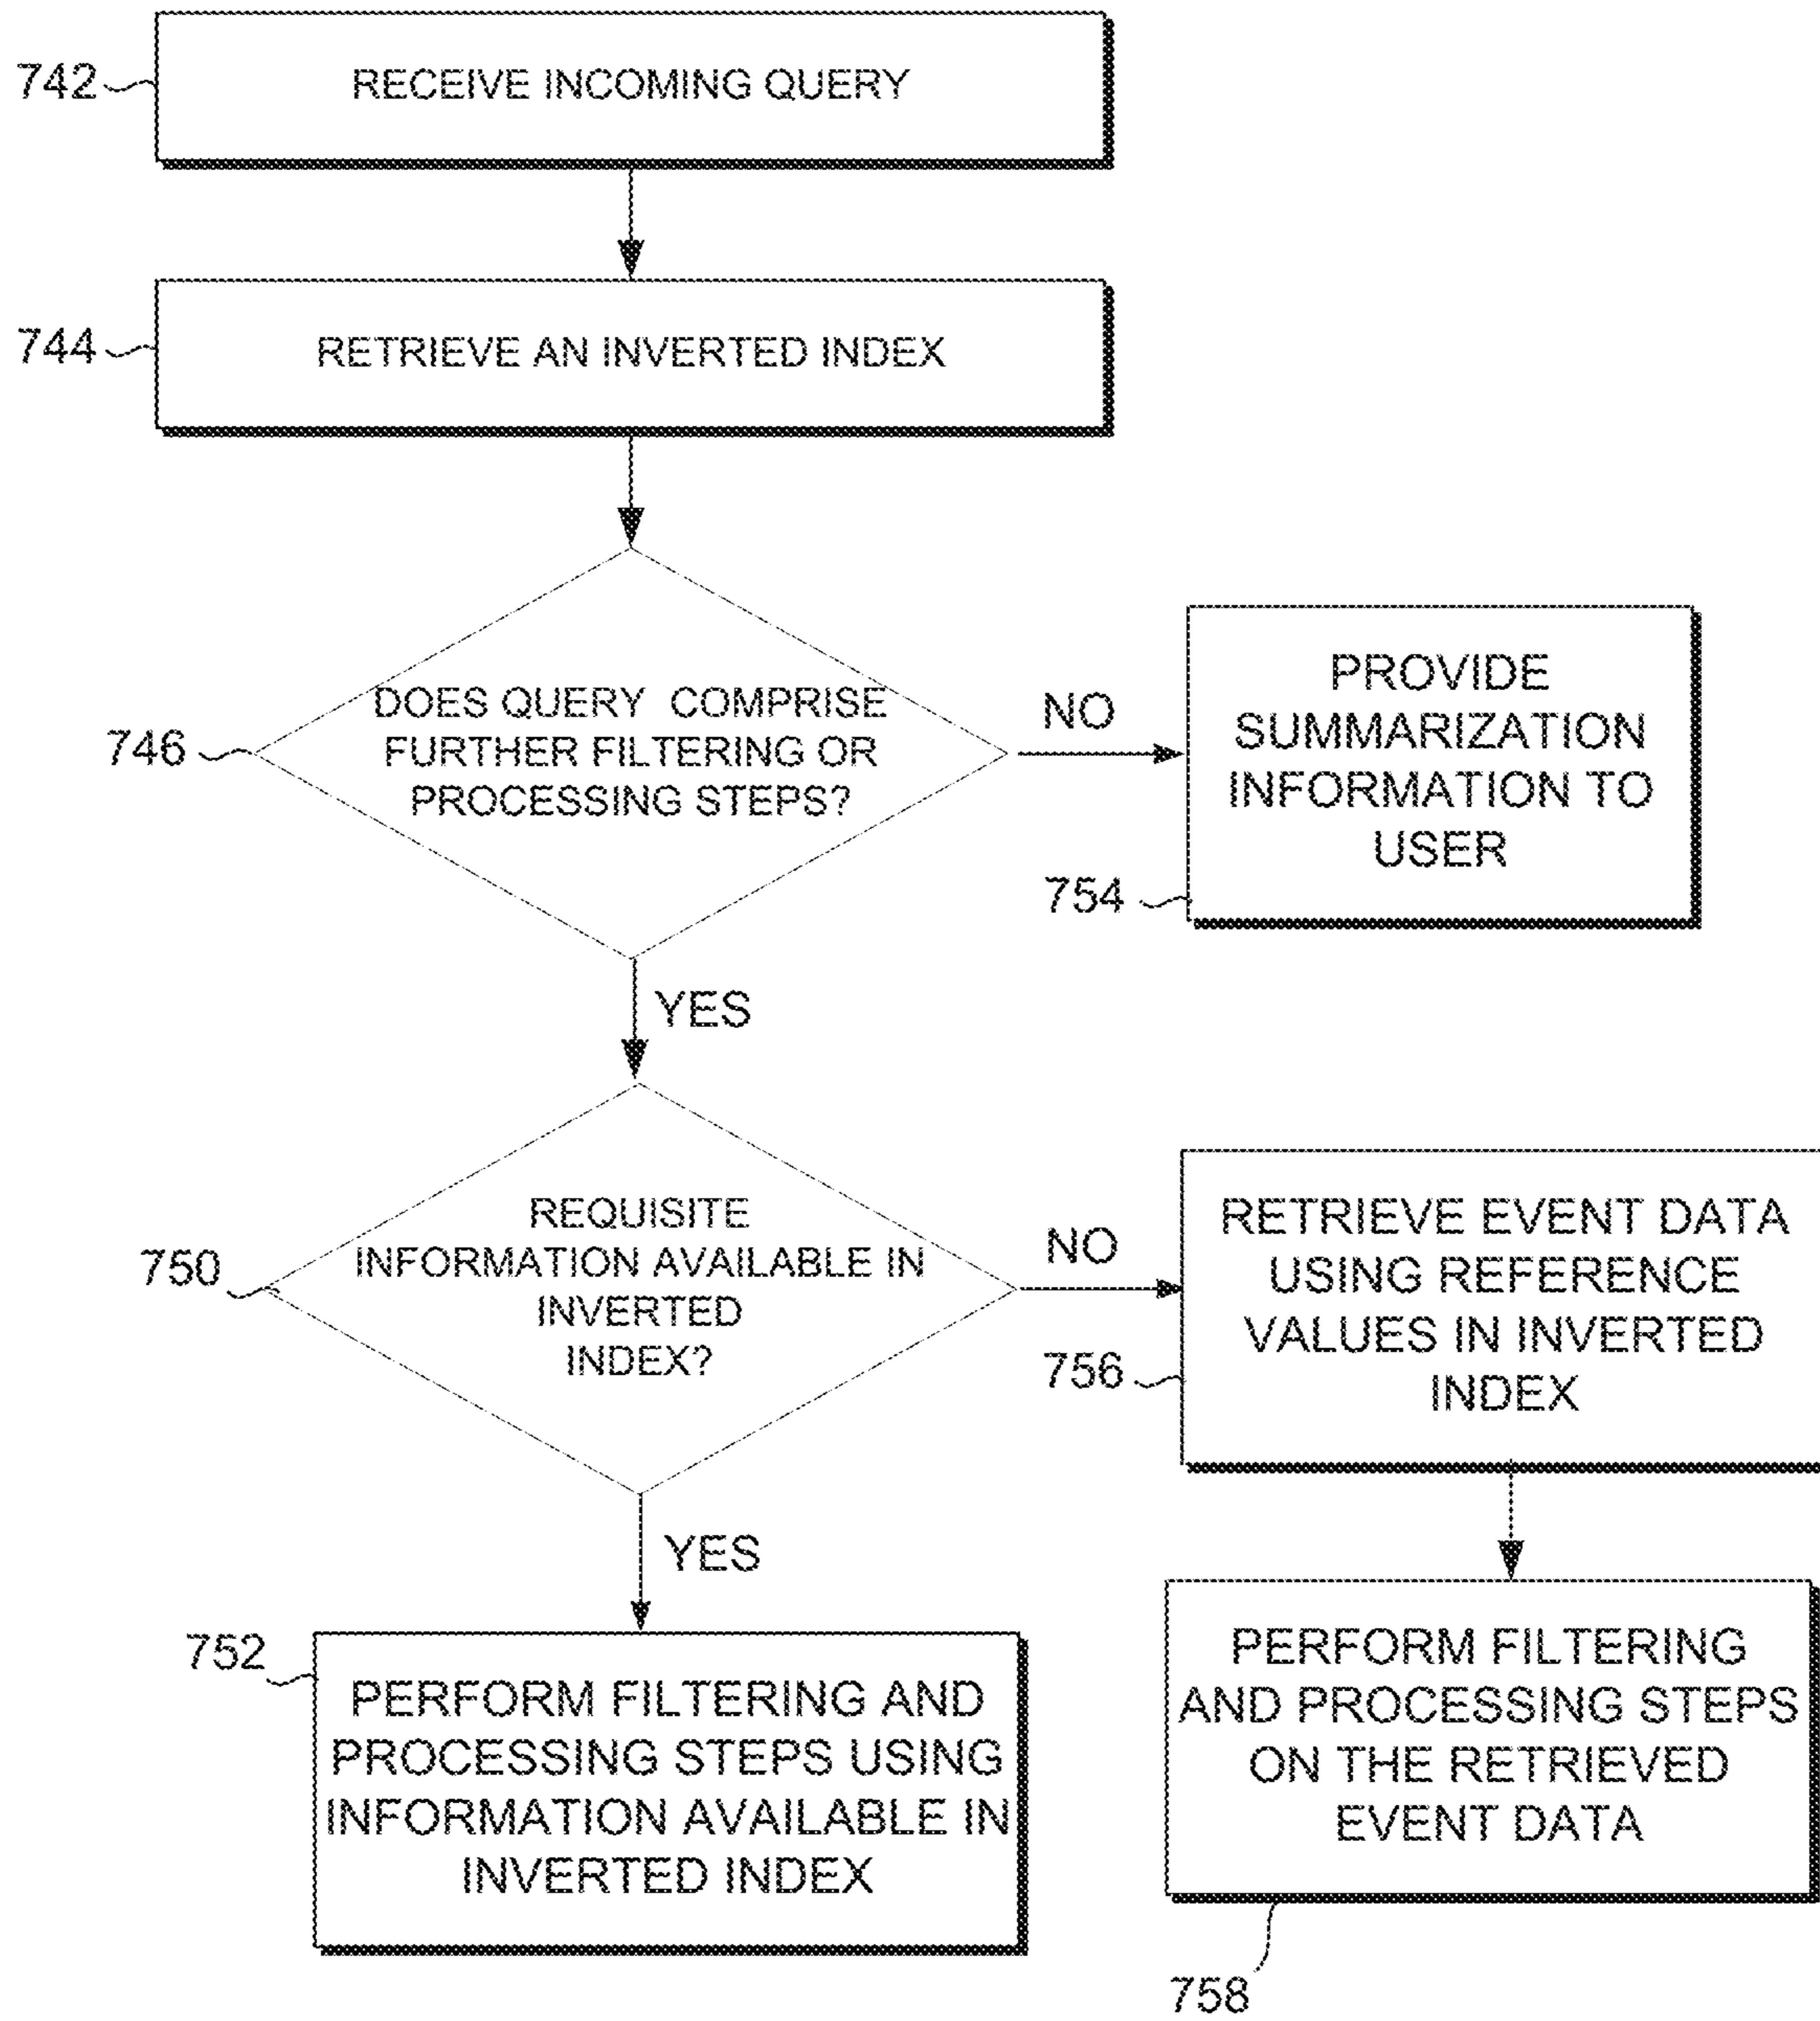 742
RECEIVE INCOMING QUERY
744
RETRIEVE AN INVERTED INDEX
746
DOES QUERY COMPRISE
FURTHER FILTERING OR
PROCESSING STEPS?
NO
PROVIDE
SUMMARIZATION
INFORMATION TO
USER
754
YES
750
REQUISITE
INFORMATION AVAILABLE IN
INVERTED
INDEX?
NO
RETRIEVE EVENT DATA
USING REFERENCE
VALUES IN INVERTED
INDEX
756
YES
752
PERFORM FILTERING AND
PROCESSING STEPS USING
INFORMATION AVAILABLE IN
INVERTED INDEX
PERFORM FILTERING
AND PROCESSING STEPS
ON THE RETRIEVED
EVENT DATA
758